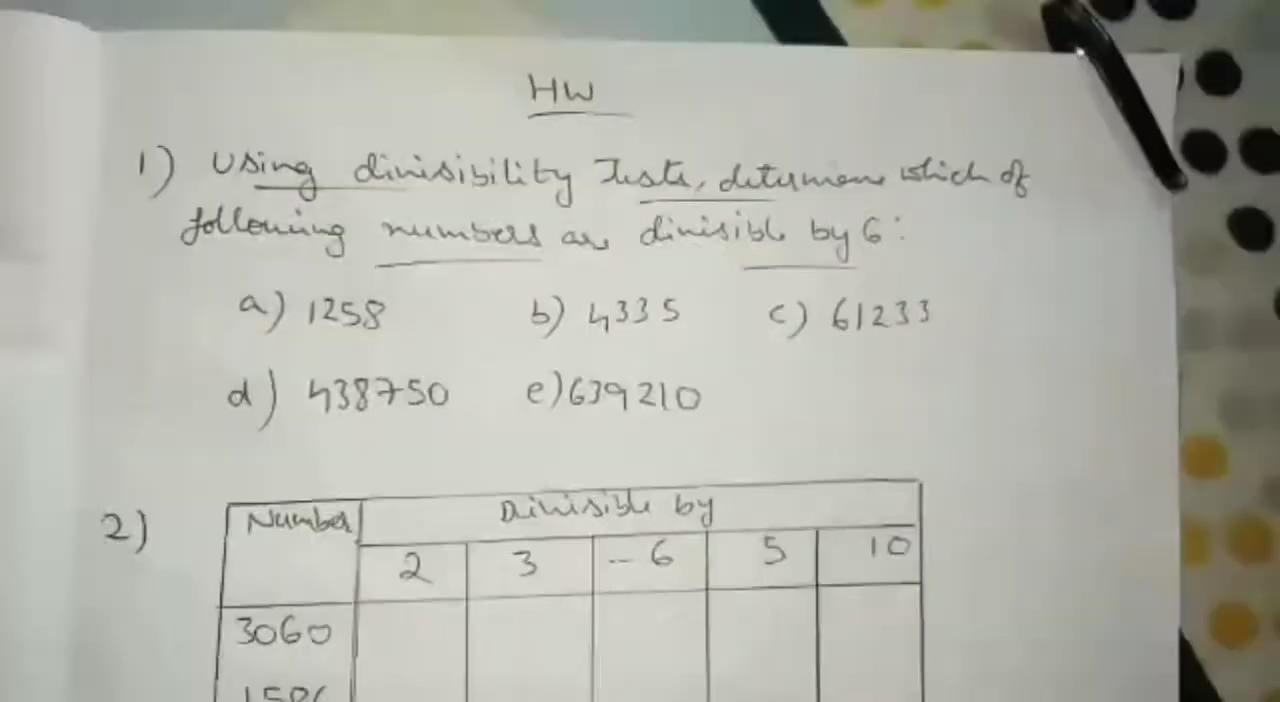 HW
1) Using divisibility Tests, determine which of
following numbers are divisible by 6:
a) 1258 b) 4335 c) 61233
d) 438750 e) 639210
2) Number Divisible by
2 3 6 5 10
3060